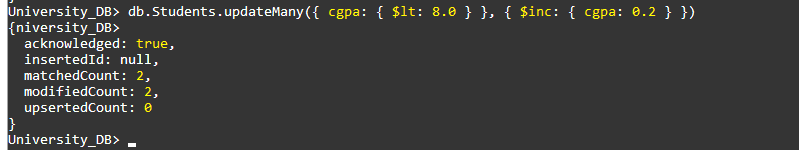 University_DB> db.Students.updateMany({ cgpa: { $lt: 8.0 } }, { $inc: { cgpa: 0.2 } })
{niversity_DB>
  acknowledged: true,
  insertedId: null,
  matchedCount: 2,
  modifiedCount: 2,
  upsertedCount: 0
}
University_DB>